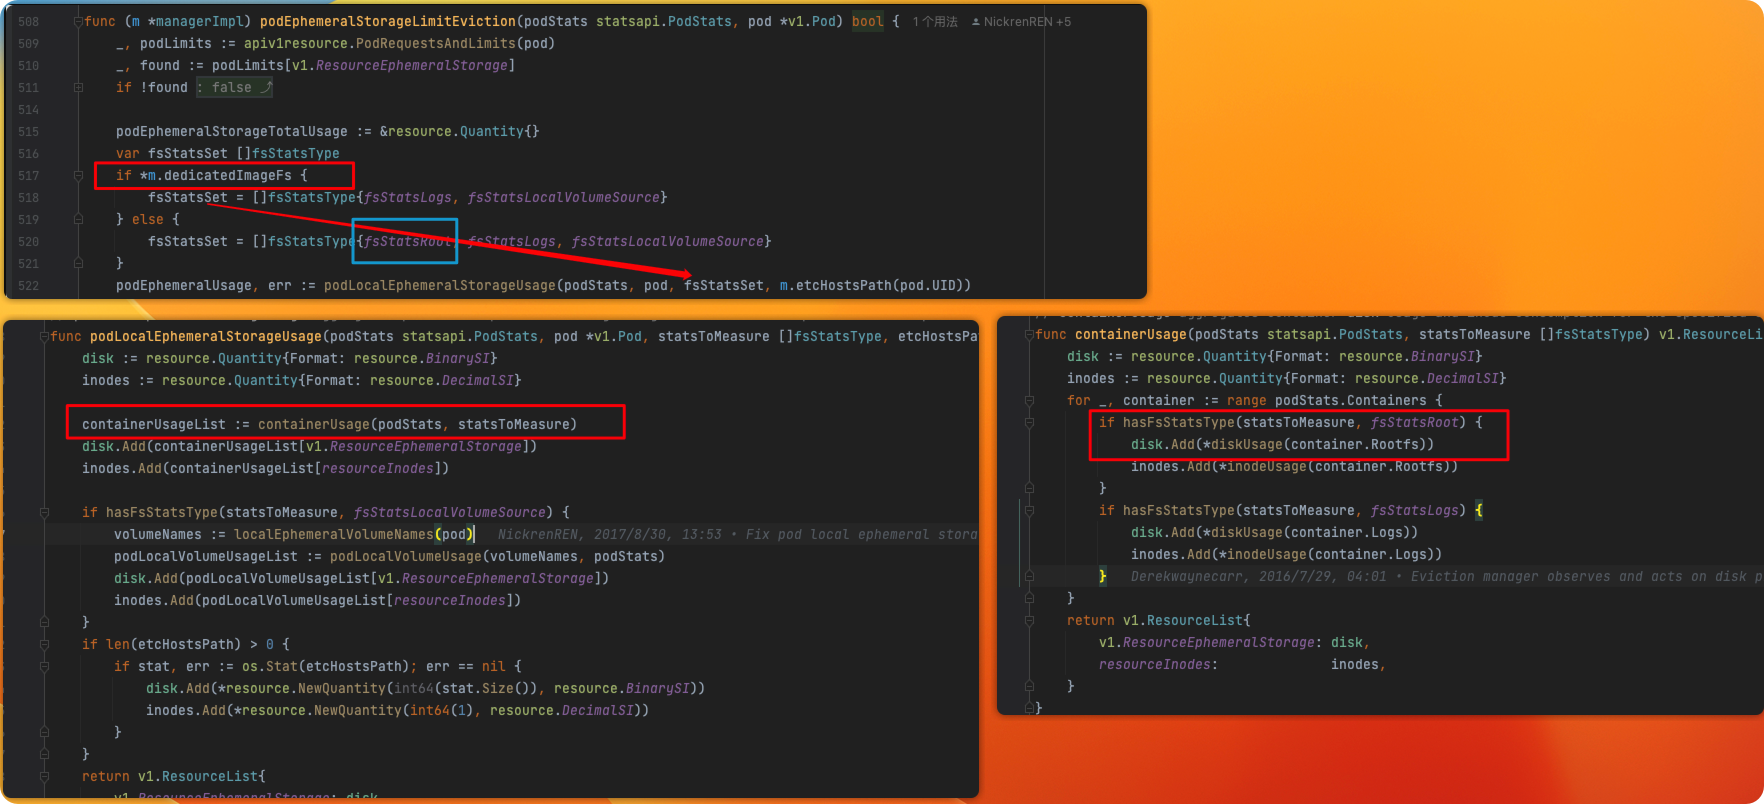 508 func (m *managerImpl) podEphemeralStorageLimitEviction(podStats statsapi.PodStats, pod *v1.Pod) bool { 1个用法 NickrenREN +5
509 _, podLimits := apiv1resource.PodRequestsAndLimits(pod)
510 _, found := podLimits[v1.ResourceEphemeralStorage]
511 if !found : false
514
515 podEphemeralStorageTotalUsage := &resource.Quantity{}
516 var fsStatsSet []fsStatsType
517 if *m.dedicatedImageFs {
518 fsStatsSet = []fsStatsType{fsStatsLogs, fsStatsLocalVolumeSource}
519 } else {
520 fsStatsSet = []fsStatsType{fsStatsRoot, fsStatsLogs, fsStatsLocalVolumeSource}
521 }
522 podEphemeralUsage, err := podLocalEphemeralStorageUsage(podStats, pod, fsStatsSet, m.etcHostsPath(pod.UID))
func podLocalEphemeralStorageUsage(podStats statsapi.PodStats, pod *v1.Pod, statsToMeasure []fsStatsType, etcHostsPa
disk := resource.Quantity{Format: resource.BinarySI}
inodes := resource.Quantity{Format: resource.DecimalSI}
containerUsageList := containerUsage(podStats, statsToMeasure)
disk.Add(containerUsageList[v1.ResourceEphemeralStorage])
inodes.Add(containerUsageList[resourceInodes])
if hasFsStatsType(statsToMeasure, fsStatsLocalVolumeSource) {
volumeNames := localEphemeralVolumeNames(pod) NickrenREN, 2017/8/30, 13:53 • Fix pod local ephemeral stora
podLocalVolumeUsageList := podLocalVolumeUsage(volumeNames, podStats)
disk.Add(podLocalVolumeUsageList[v1.ResourceEphemeralStorage])
inodes.Add(podLocalVolumeUsageList[resourceInodes])
}
if len(etcHostsPath) > 0 {
if stat, err := os.Stat(etcHostsPath); err == nil {
disk.Add(*resource.NewQuantity(int64(stat.Size()), resource.BinarySI))
inodes.Add(*resource.NewQuantity(int64(1), resource.DecimalSI))
}
}
return v1.ResourceList{
v1.ResourceEphemeralStorage: disk,
func containerUsage(podStats statsapi.PodStats, statsToMeasure []fsStatsType) v1.ResourceLi
disk := resource.Quantity{Format: resource.BinarySI}
inodes := resource.Quantity{Format: resource.DecimalSI}
for _, container := range podStats.Containers {
if hasFsStatsType(statsToMeasure, fsStatsRoot) {
disk.Add(*diskUsage(container.Rootfs))
inodes.Add(*inodeUsage(container.Rootfs))
}
if hasFsStatsType(statsToMeasure, fsStatsLogs) {
disk.Add(*diskUsage(container.Logs))
inodes.Add(*inodeUsage(container.Logs))
} Derekwaynecarr, 2016/7/29, 04:01 • Eviction manager observes and acts on disk p
}
return v1.ResourceList{
v1.ResourceEphemeralStorage: disk,
resourceInodes: inodes,
}
}